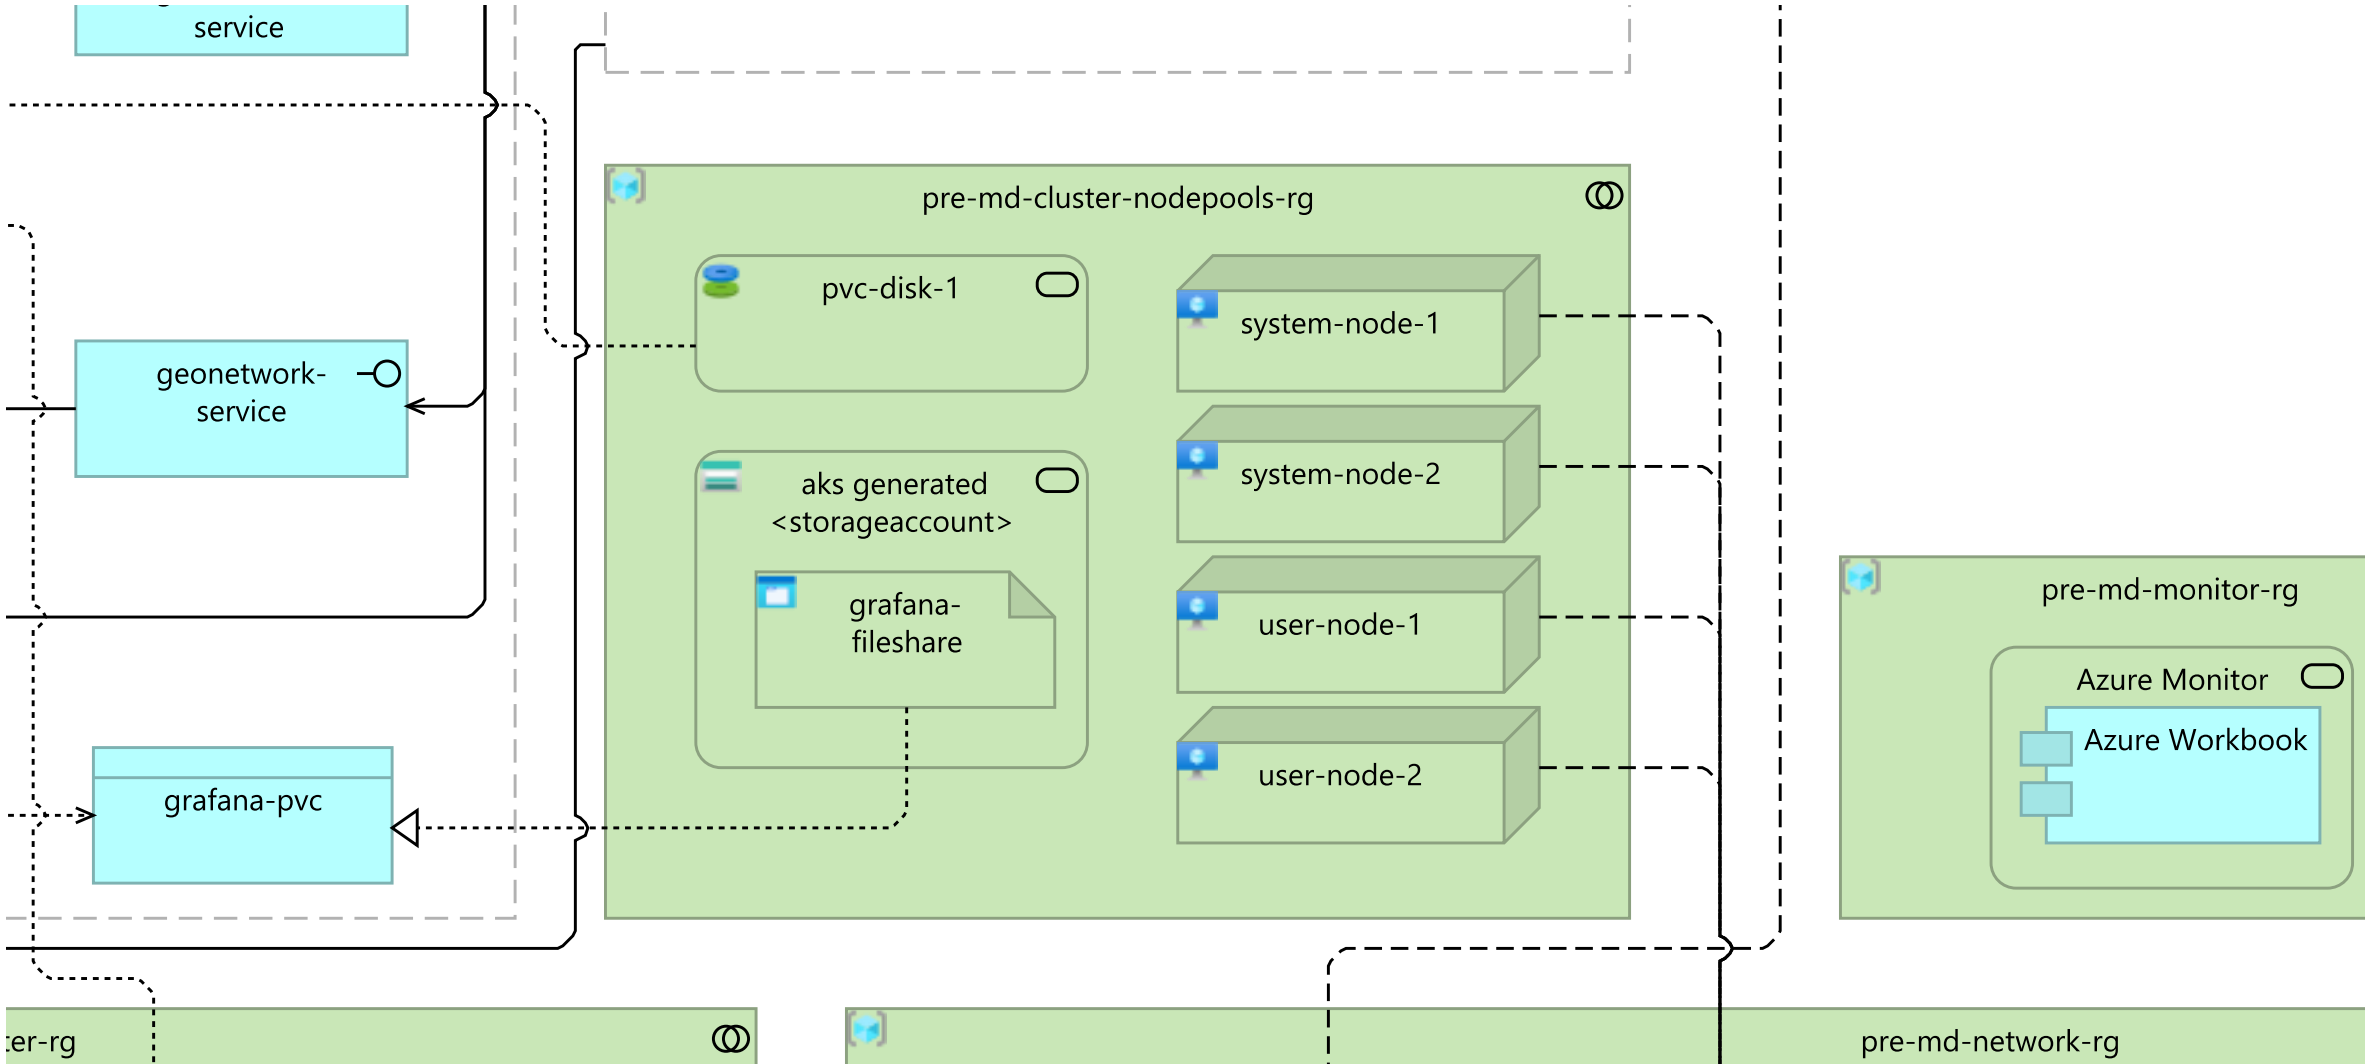 service
pre-md-cluster-nodepools-rg
pvc-disk-1
system-node-1
geonetwork-
service
system-node-2
aks generated
<storageaccount>
grafana-
fileshare
user-node-1
pre-md-monitor-rg
Azure Monitor
Azure Workbook
user-node-2
grafana-pvc
ter-rg
pre-md-network-rg